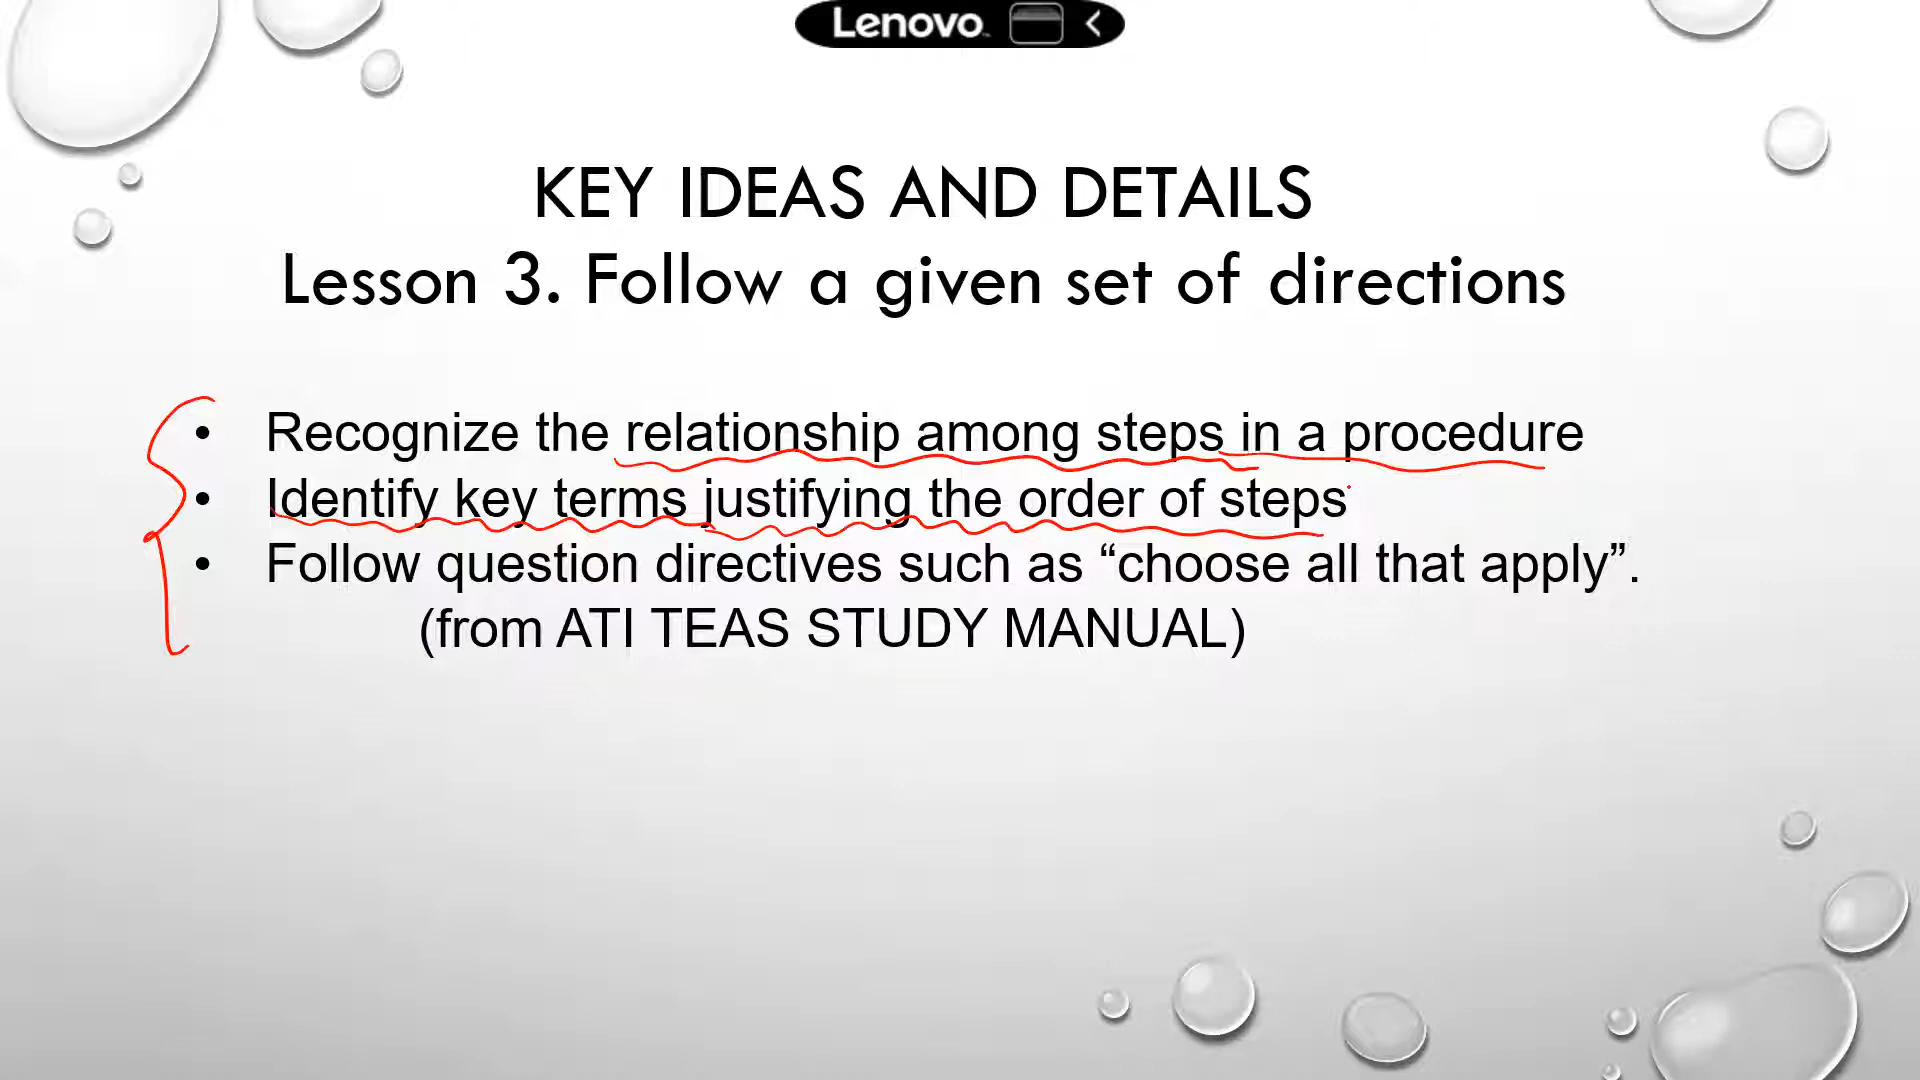 Lenovo
KEY IDEAS AND DETAILS
Lesson 3. Follow a given set of directions
• Recognize the relationship among steps in a procedure
• Identify key terms justifying the order of steps
• Follow question directives such as “choose all that apply”.
(from ATI TEAS STUDY MANUAL)